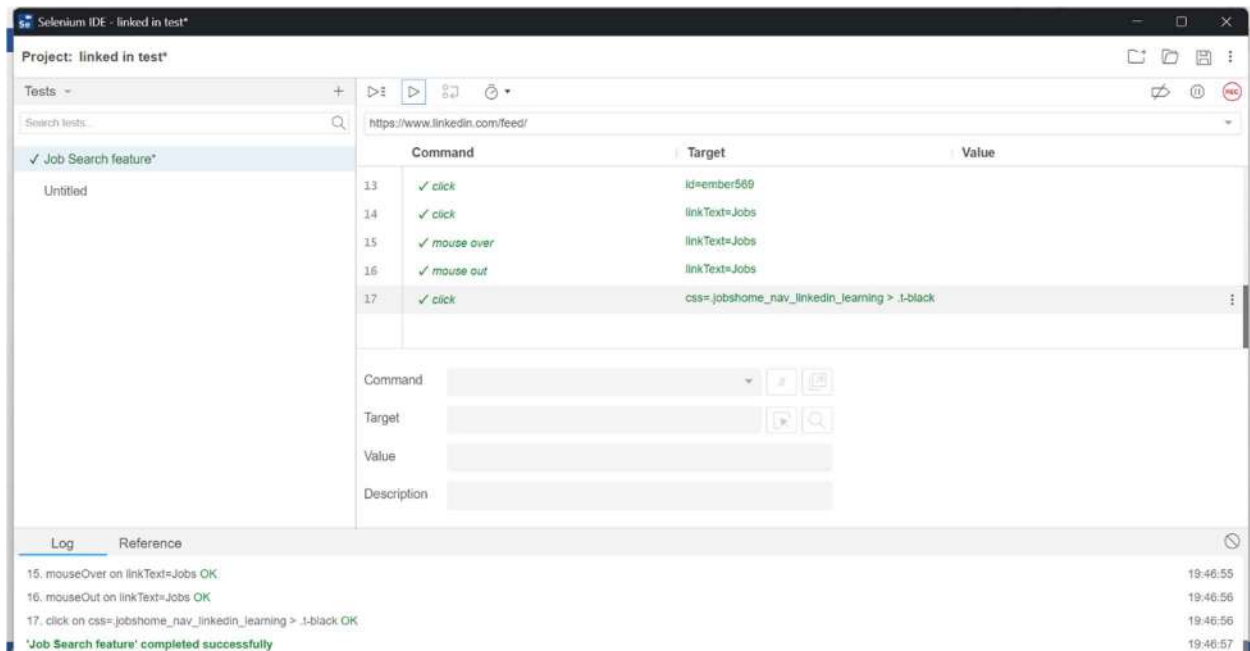 Selenium IDE - linked in test*
Project: linked in test*
Tests
Search tests...
https://www.linkedin.com/feed/
✓ Job Search feature*
Untitled
Command Target Value
13 ✓ click id=ember569
14 ✓ click linkText=Jobs
15 ✓ mouse over linkText=Jobs
16 ✓ mouse out linkText=Jobs
17 ✓ click css=.jobshome_nav_linkedin_learning > .t-black
Command
Target
Value
Description
Log Reference
15. mouseOver on linkText=Jobs OK 19:46:55
16. mouseOut on linkText=Jobs OK 19:46:56
17. click on css=.jobshome_nav_linkedin_learning > .t-black OK 19:46:56
'Job Search feature' completed successfully 19:46:57